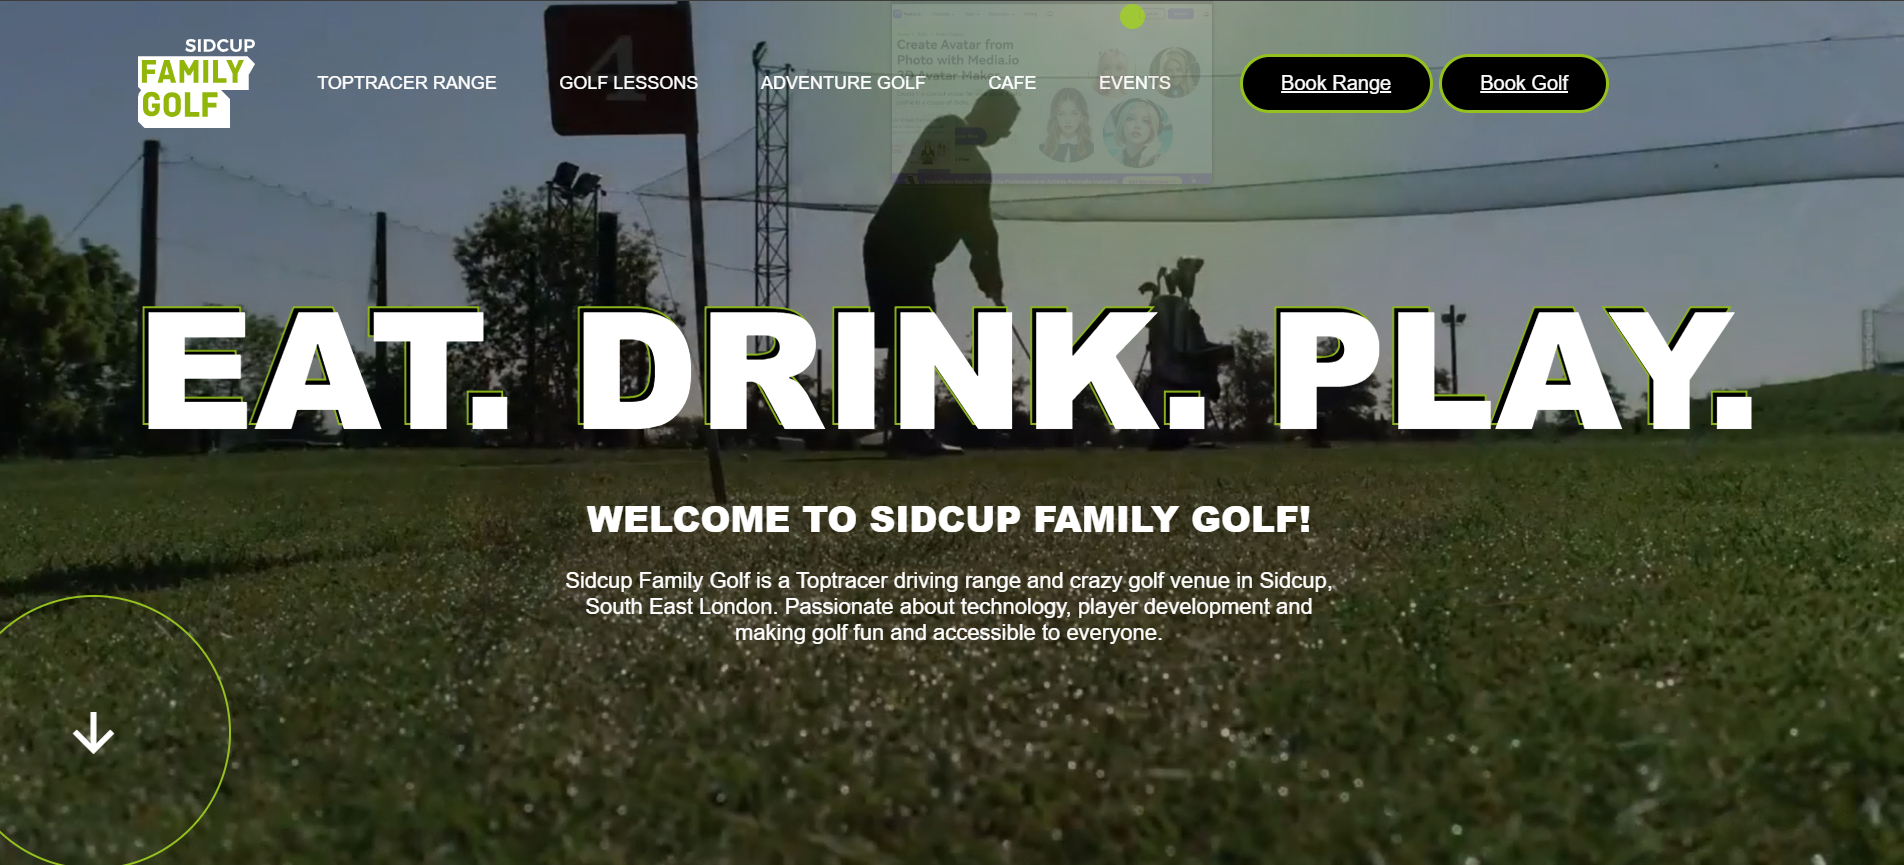 SIDCUP
FAMILY
GOLF
TOPTRACER RANGE
GOLF LESSONS
ADVENTURE GOLF
CAFE
EVENTS
Book Range
Book Golf
4
Create Avatar from
Photo with Media.io
EAT. DRINK. PLAY.
WELCOME TO SIDCUP FAMILY GOLF!
Sidcup Family Golf is a Toptracer driving range and crazy golf venue in Sidcup,
South East London. Passionate about technology, player development and
making golf fun and accessible to everyone.